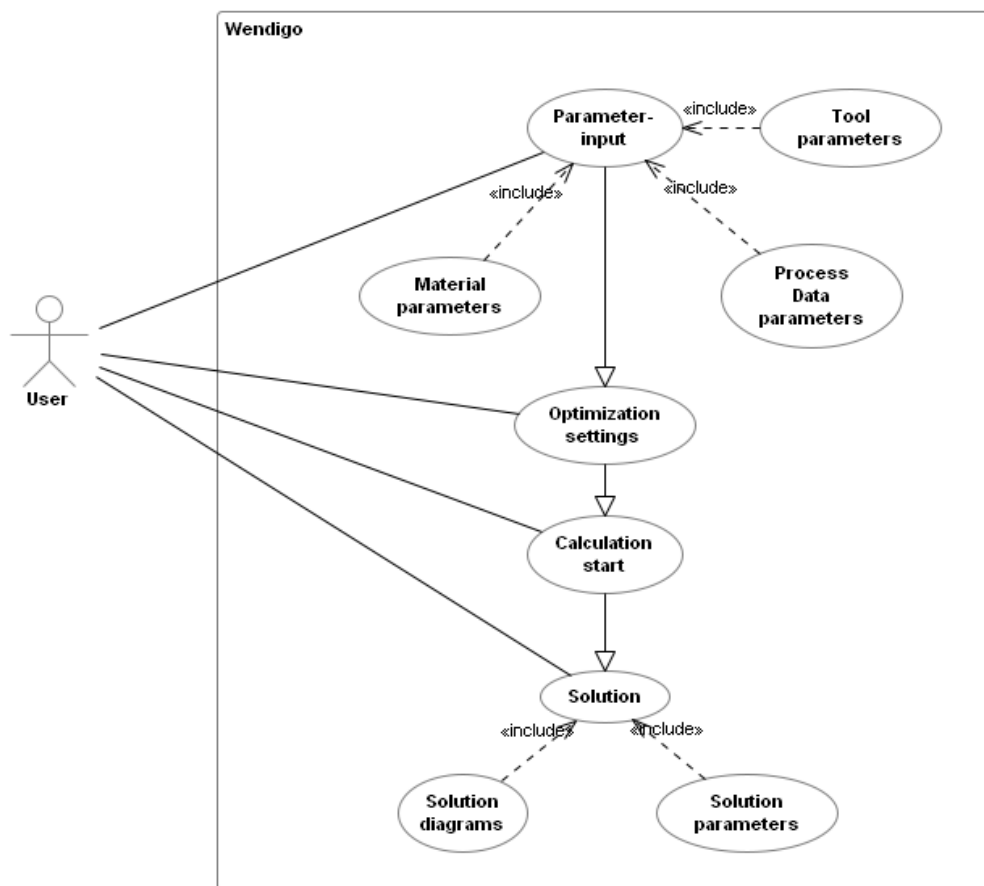 Wendigo
Parameter-
input
«include»
Tool
parameters
«include»
«include»
Material
parameters
Process
Data
parameters
User
Optimization
settings
Calculation
start
Solution
«include»
«include»
Solution
diagrams
Solution
parameters